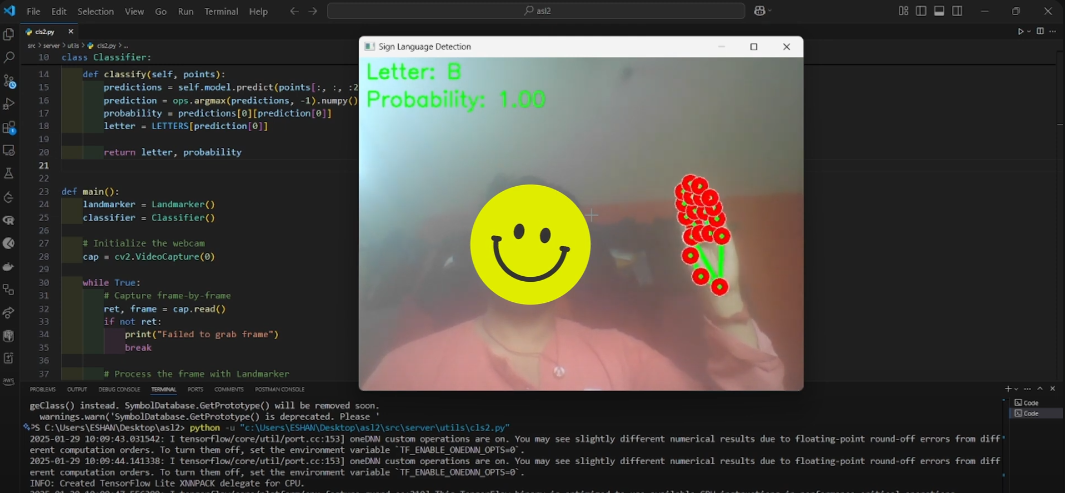 File Edit Selection View Go Run Terminal Help
asl2
cls2.py
src > server > utils > cls2.py > ...
10 class Classifier:
14 def classify(self, points):
15 predictions = self.model.predict(points[:, :, :2
16 prediction = ops.argmax(predictions, -1).numpy()
17 probability = predictions[0][prediction[0]]
18 letter = LETTERS[prediction[0]]
19
20 return letter, probability
21
22
23 def main():
24 landmarker = Landmarker()
25 classifier = Classifier()
26
27 # Initialize the webcam
28 cap = cv2.VideoCapture(0)
29
30 while True:
31 # Capture frame-by-frame
32 ret, frame = cap.read()
33 if not ret:
34 print("Failed to grab frame")
35 break
36
37 # Process the frame with Landmarker
Sign Language Detection
Letter: B
Probability: 1.00
PROBLEMS OUTPUT DEBUG CONSOLE TERMINAL PORTS COMMENTS POSTMAN CONSOLE
geClass() instead. SymbolDatabase.GetPrototype() will be removed soon.
warnings.warn('SymbolDatabase.GetPrototype() is deprecated. Please '
PS C:\Users\ESHAN\Desktop\asl2> python -u "c:\Users\ESHAN\Desktop\asl2\src\server\utils\cls2.py"
2025-01-29 10:09:43.031542: I tensorflow/core/util/port.cc:153] oneDNN custom operations are on. You may see slightly different numerical results due to floating-point round-off errors from diff
erent computation orders. To turn them off, set the environment variable `TF_ENABLE_ONEDNN_OPTS=0`.
2025-01-29 10:09:44.141338: I tensorflow/core/util/port.cc:153] oneDNN custom operations are on. You may see slightly different numerical results due to floating-point round-off errors from diff
erent computation orders. To turn them off, set the environment variable `TF_ENABLE_ONEDNN_OPTS=0`.
INFO: Created TensorFlow Lite XNNPACK delegate for CPU.
Code
Code